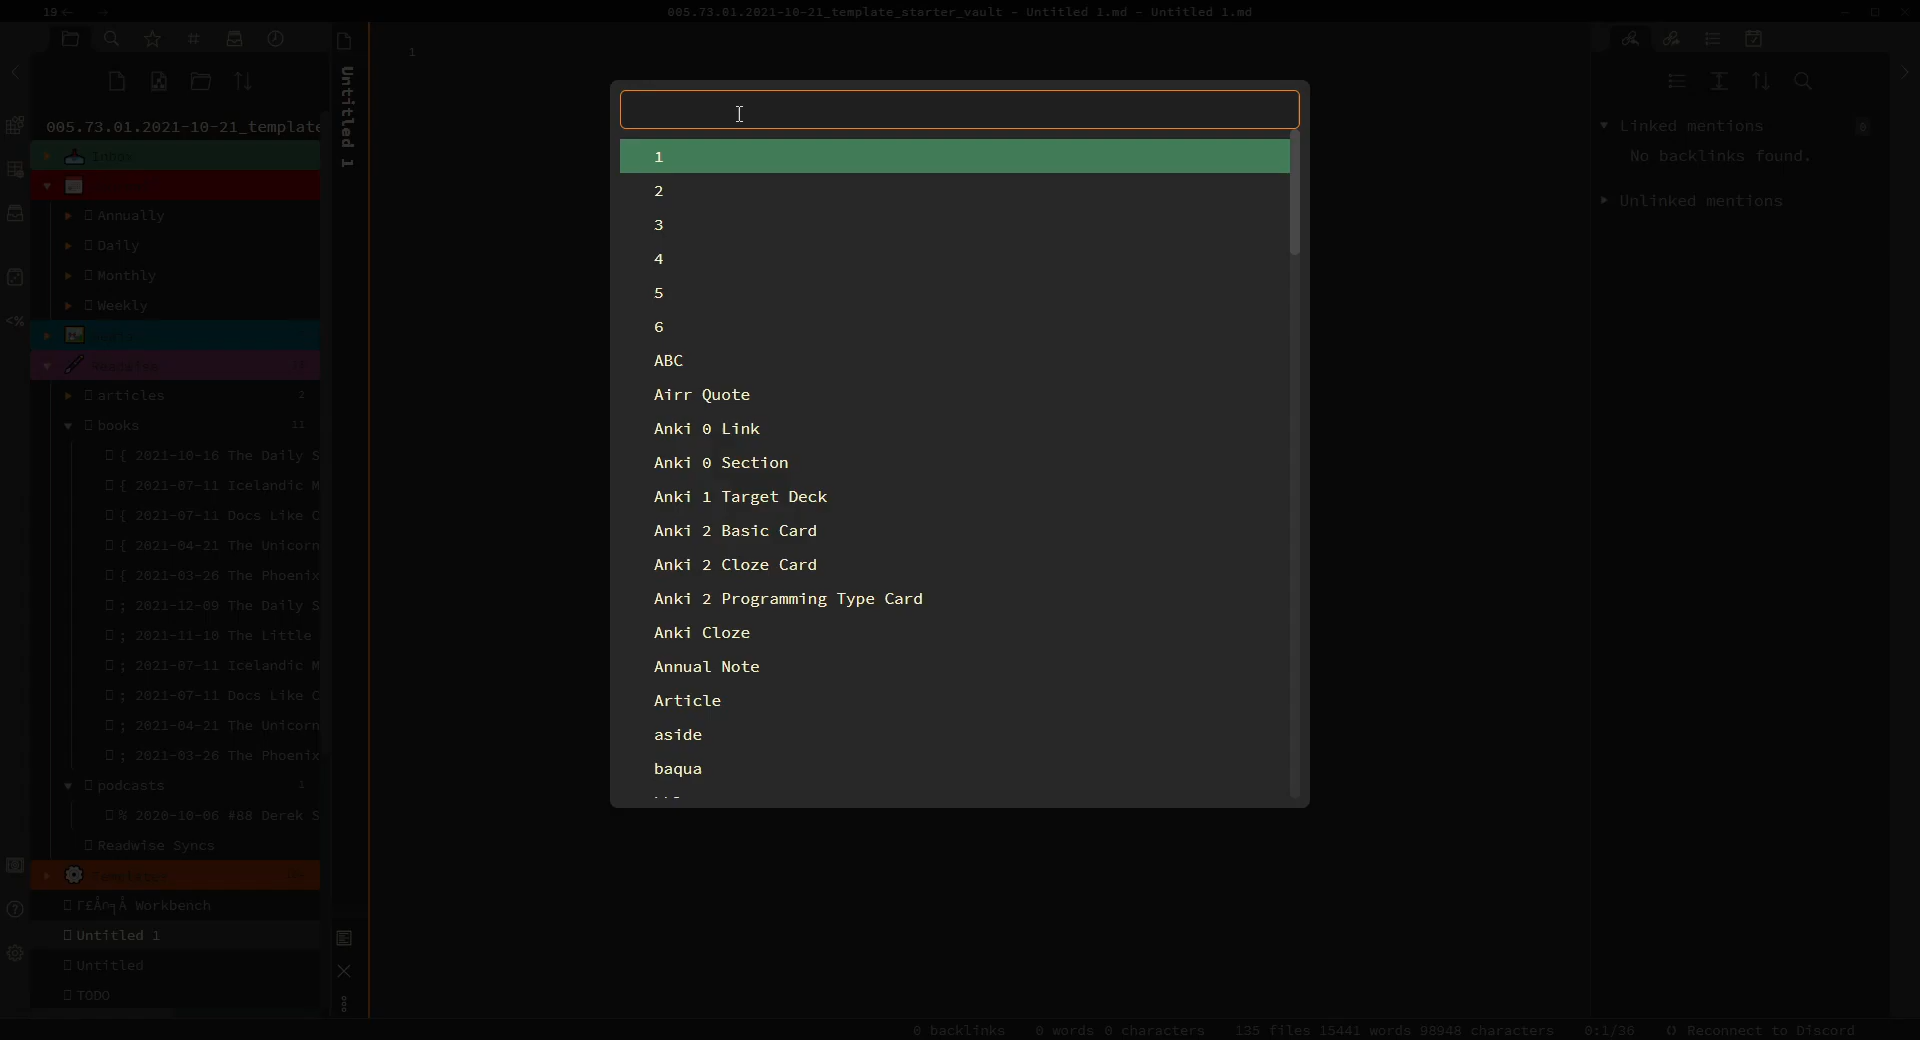 19
005.73.01.2021-10-21_template_starter_vault - Untitled 1.md - Untitled 1.md
Untitled 1
1
005.73.01.2021-10-21_template
Inbox
Annually
Daily
Monthly
Weekly
Readwise
articles 2
books 11
{ 2021-10-16 The Daily S
{ 2021-07-11 Icelandic M
{ 2021-07-11 Docs Like C
{ 2021-04-21 The Unicorn
{ 2021-03-26 The Phoenix
; 2021-12-09 The Daily S
; 2021-11-10 The Little
; 2021-07-11 Icelandic M
; 2021-07-11 Docs Like C
; 2021-04-21 The Unicorn
; 2021-03-26 The Phoenix
podcasts 1
% 2020-10-06 #88 Derek S
Readwise Syncs
Templates
Workbench
Untitled 1
Untitled
TODO
1
2
3
4
5
6
ABC
Airr Quote
Anki 0 Link
Anki 0 Section
Anki 1 Target Deck
Anki 2 Basic Card
Anki 2 Cloze Card
Anki 2 Programming Type Card
Anki Cloze
Annual Note
Article
aside
baqua
Linked mentions 0
No backlinks found.
Unlinked mentions
0 backlinks 0 words 0 characters 135 files 15441 words 98948 characters 0:1/36 Reconnect to Discord